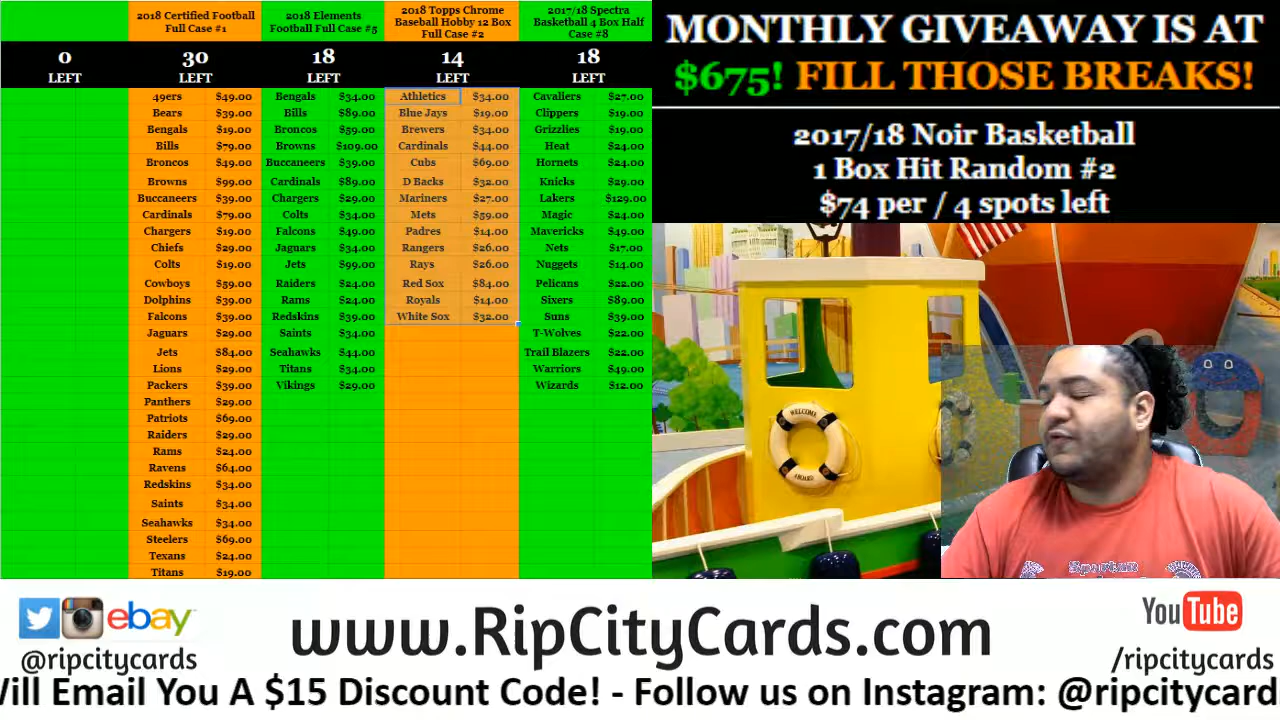 2018 Certified Football
Full Case #1
2018 Elements
Football Full Case #5
2018 Topps Chrome
Baseball Hobby 12 Box
Full Case #2
2017/18 Spectra
Basketball 4 Box Half
Case #8
0 30 18 14 18
LEFT LEFT LEFT LEFT LEFT
49ers $49.00 Bengals $34.00 Athletics $34.00 Cavaliers $27.00
Bears $39.00 Bills $89.00 Blue Jays $19.00 Clippers $19.00
Bengals $19.00 Broncos $59.00 Brewers $34.00 Grizzlies $19.00
Bills $79.00 Browns $109.00 Cardinals $44.00 Heat $24.00
Broncos $49.00 Buccaneers $39.00 Cubs $69.00 Hornets $24.00
Browns $99.00 Cardinals $89.00 D Backs $32.00 Knicks $29.00
Buccaneers $39.00 Chargers $29.00 Mariners $27.00 Lakers $129.00
Cardinals $79.00 Colts $34.00 Mets $59.00 Magic $24.00
Chargers $19.00 Falcons $49.00 Padres $14.00 Mavericks $49.00
Chiefs $29.00 Jaguars $34.00 Rangers $26.00 Nets $17.00
Colts $19.00 Jets $99.00 Rays $26.00 Nuggets $14.00
Cowboys $59.00 Raiders $24.00 Red Sox $84.00 Pelicans $22.00
Dolphins $39.00 Rams $24.00 Royals $14.00 Sixers $89.00
Falcons $39.00 Redskins $39.00 White Sox $32.00 Suns $39.00
Jaguars $29.00 Saints $34.00 T-Wolves $22.00
Jets $84.00 Seahawks $44.00 Trail Blazers $22.00
Lions $29.00 Titans $34.00 Warriors $49.00
Packers $39.00 Vikings $29.00 Wizards $12.00
Panthers $29.00
Patriots $69.00
Raiders $29.00
Rams $24.00
Ravens $64.00
Redskins $34.00
Saints $34.00
Seahawks $34.00
Steelers $69.00
Texans $24.00
Titans $19.00
MONTHLY GIVEAWAY IS AT
$675! FILL THOSE BREAKS!
2017/18 Noir Basketball
1 Box Hit Random #2
$74 per / 4 spots left
WELCOME
ABOARD
Spartan
ebay
@ripcitycards
www.RipCityCards.com
YouTube
/ripcitycards
Will Email You A $15 Discount Code! - Follow us on Instagram: @ripcitycard